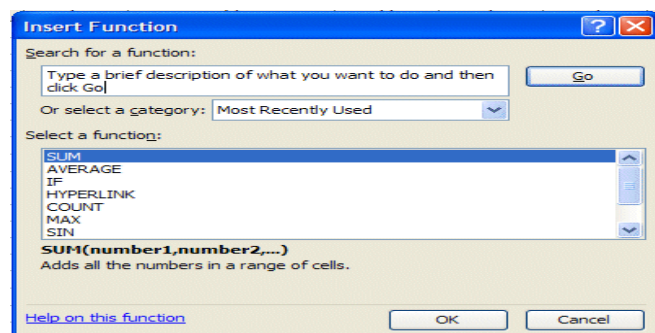 Insert Function
Search for a function:
Type a brief description of what you want to do and then
click Go
Go
Or select a category: Most Recently Used
Select a function:
SUM
AVERAGE
IF
HYPERLINK
COUNT
MAX
SIN
SUM(number1,number2,...)
Adds all the numbers in a range of cells.
Help on this function
OK
Cancel